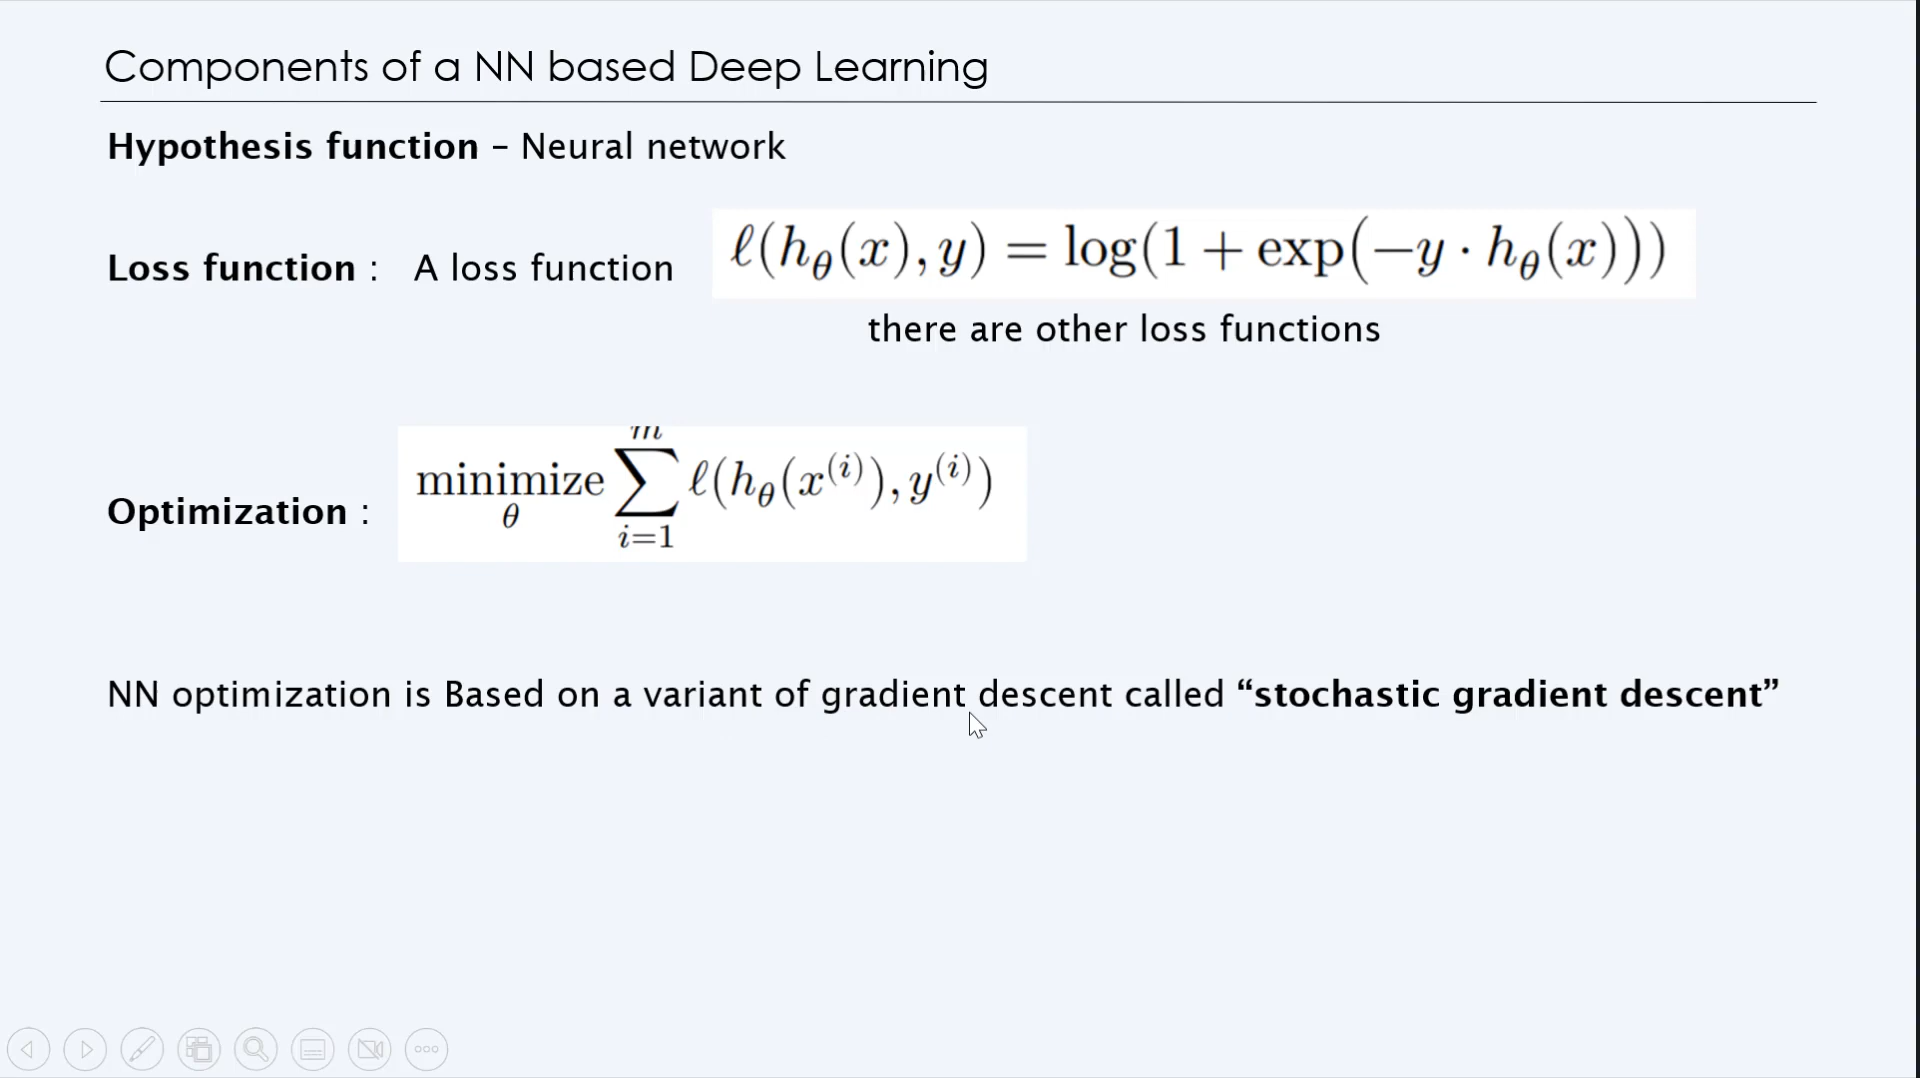 Components of a NN based Deep Learning
Hypothesis function – Neural network
Loss function : A loss function ℓ(hθ(x), y) = log(1 + exp(−y · hθ(x)))
there are other loss functions
Optimization : minimize θ ∑ i=1 m ℓ(hθ(x⁽ⁱ⁾), y⁽ⁱ⁾)
NN optimization is Based on a variant of gradient descent called “stochastic gradient descent”